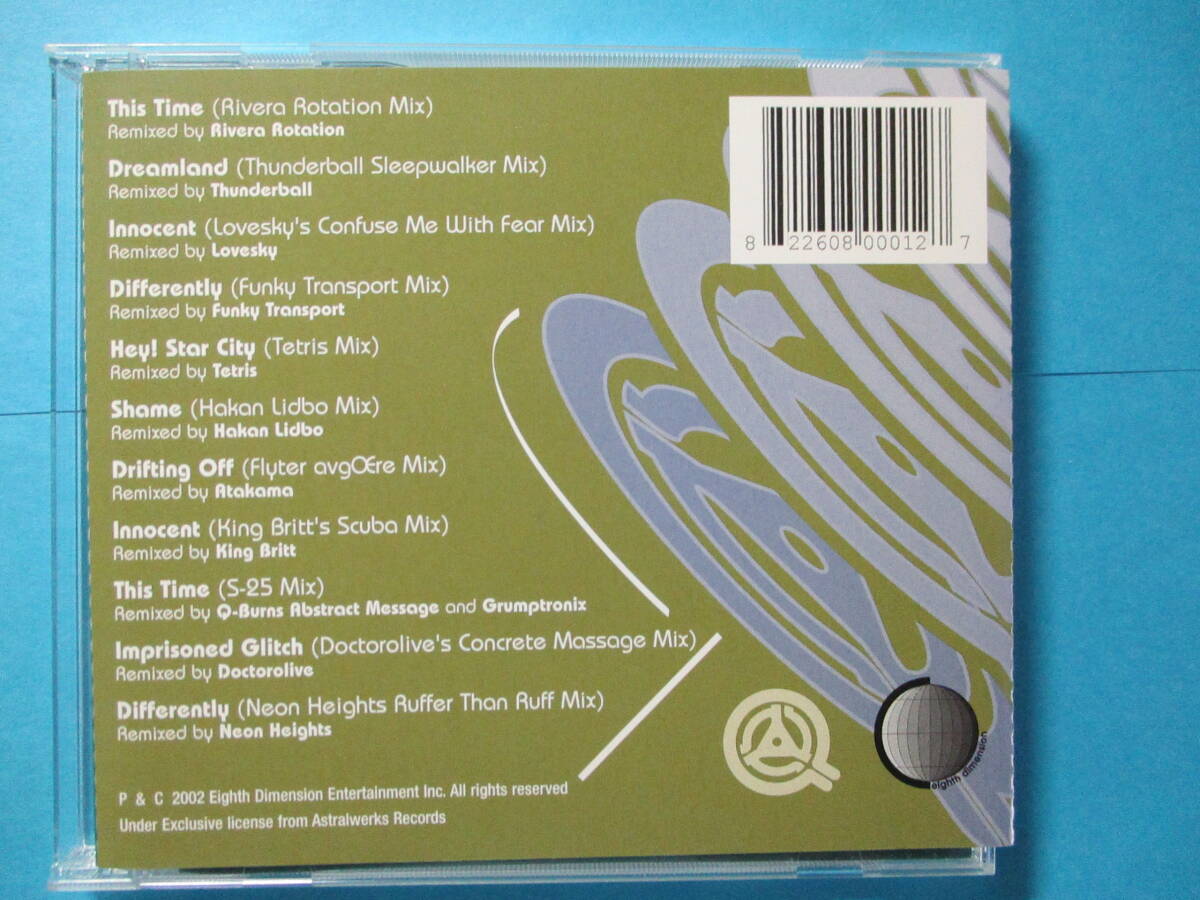 This Time (Rivera Rotation Mix)
Remixed by Rivera Rotation
Dreamland (Thunderball Sleepwalker Mix)
Remixed by Thunderball
Innocent (Lovesky's Confuse Me With Fear Mix)
Remixed by Lovesky
Differently (Funky Transport Mix)
Remixed by Funky Transport
Hey! Star City (Tetris Mix)
Remixed by Tetris
Shame (Hakan Lidbo Mix)
Remixed by Hakan Lidbo
Drifting Off (Flyter avgŒre Mix)
Remixed by Atakama
Innocent (King Britt's Scuba Mix)
Remixed by King Britt
This Time (S-25 Mix)
Remixed by Q-Burns Abstract Message and Grumptronix
Imprisoned Glitch (Doctorolive's Concrete Massage Mix)
Remixed by Doctorolive
Differently (Neon Heights Ruffer Than Ruff Mix)
Remixed by Neon Heights
P & C 2002 Eighth Dimension Entertainment Inc. All rights reserved
Under Exclusive license from Astralwerks Records
8 22608 00012 7
eighth dimension